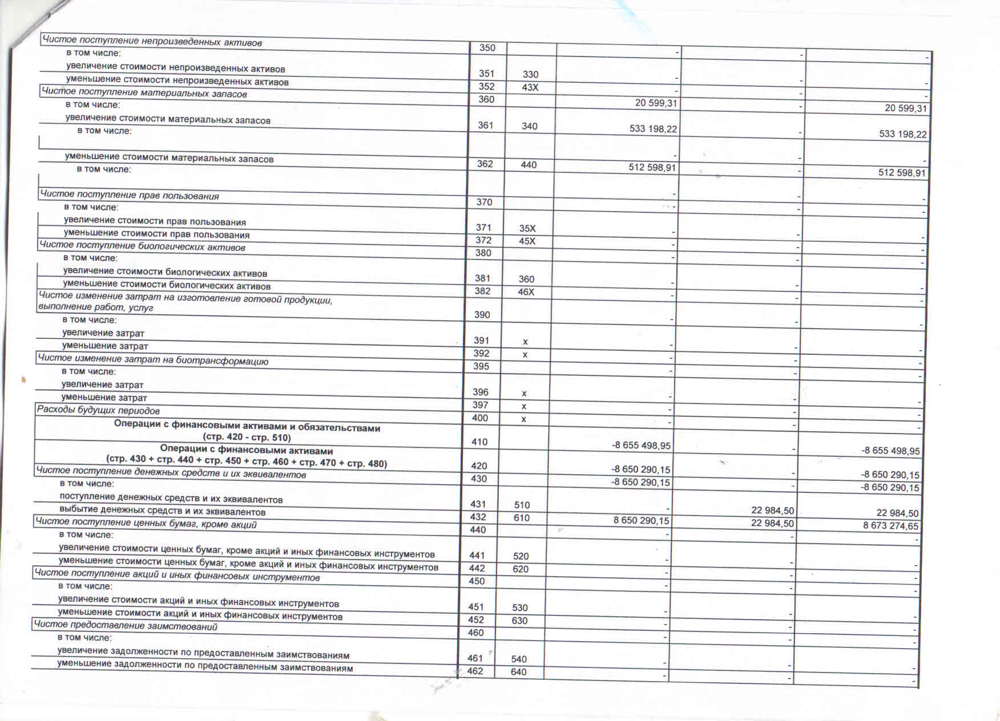 Чистое поступление непроизведенных активов 350 - - -
в том числе:
увеличение стоимости непроизведенных активов 351 330 - - -
уменьшение стоимости непроизведенных активов 352 43X - - -
Чистое поступление материальных запасов 360 20 599,31 - 20 599,31
в том числе:
увеличение стоимости материальных запасов 361 340 533 198,22 - 533 198,22
в том числе:
- - -
уменьшение стоимости материальных запасов 362 440 512 598,91 - 512 598,91
в том числе:
- - -
Чистое поступление прав пользования 370 - - -
в том числе:
увеличение стоимости прав пользования 371 35X - - -
уменьшение стоимости прав пользования 372 45X - - -
Чистое поступление биологических активов 380 - - -
в том числе:
увеличение стоимости биологических активов 381 360 - - -
уменьшение стоимости биологических активов 382 46X - - -
Чистое изменение затрат на изготовление готовой продукции,
выполнение работ, услуг 390 - - -
в том числе:
увеличение затрат 391 x - - -
уменьшение затрат 392 x - - -
Чистое изменение затрат на биотрансформацию 395 - - -
в том числе:
увеличение затрат 396 x - - -
уменьшение затрат 397 x - - -
Расходы будущих периодов 400 x - - -
Операции с финансовыми активами и обязательствами
(стр. 420 - стр. 510) 410 -8 655 498,95 - -8 655 498,95
Операции с финансовыми активами
(стр. 430 + стр. 440 + стр. 450 + стр. 460 + стр. 470 + стр. 480) 420 -8 650 290,15 - -8 650 290,15
Чистое поступление денежных средств и их эквивалентов 430 -8 650 290,15 - -8 650 290,15
в том числе:
поступление денежных средств и их эквивалентов 431 510 - 22 984,50 22 984,50
выбытие денежных средств и их эквивалентов 432 610 8 650 290,15 22 984,50 8 673 274,65
Чистое поступление ценных бумаг, кроме акций 440 - - -
в том числе:
увеличение стоимости ценных бумаг, кроме акций и иных финансовых инструментов 441 520 - - -
уменьшение стоимости ценных бумаг, кроме акций и иных финансовых инструментов 442 620 - - -
Чистое поступление акций и иных финансовых инструментов 450 - - -
в том числе:
увеличение стоимости акций и иных финансовых инструментов 451 530 - - -
уменьшение стоимости акций и иных финансовых инструментов 452 630 - - -
Чистое предоставление заимствований 460 - - -
в том числе:
увеличение задолженности по предоставленным заимствованиям 461 540 - - -
уменьшение задолженности по предоставленным заимствованиям 462 640 - - -